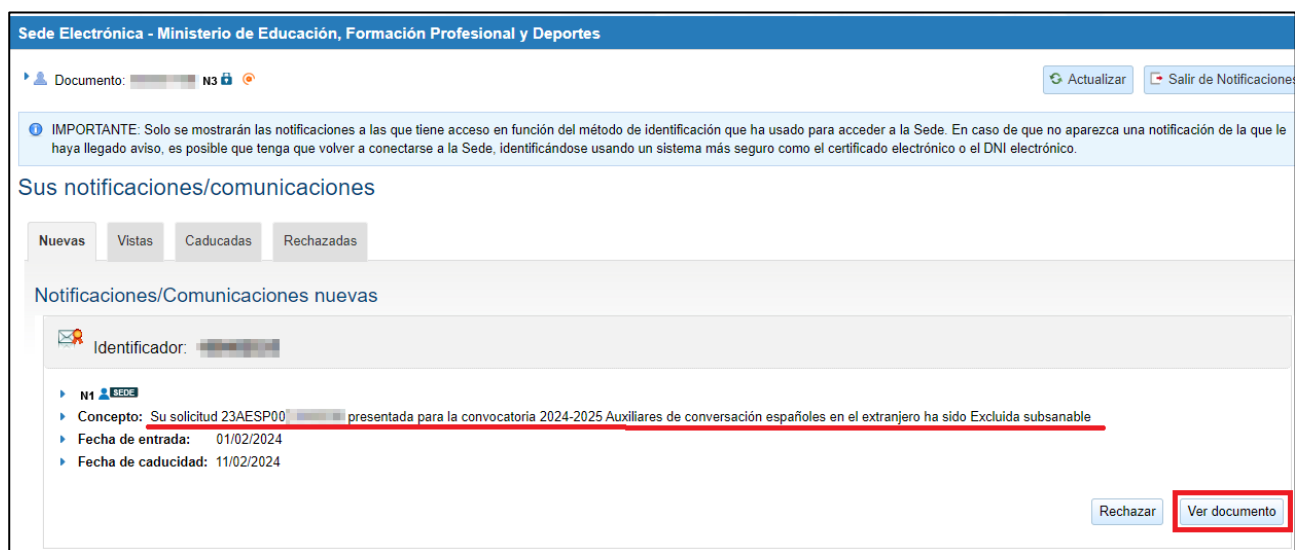 Sede Electrónica - Ministerio de Educación, Formación Profesional y Deportes
Documento: N3
Actualizar
Salir de Notificaciones
IMPORTANTE: Solo se mostrarán las notificaciones a las que tiene acceso en función del método de identificación que ha usado para acceder a la Sede. En caso de que no aparezca una notificación de la que le
haya llegado aviso, es posible que tenga que volver a conectarse a la Sede, identificándose usando un sistema más seguro como el certificado electrónico o el DNI electrónico.
Sus notificaciones/comunicaciones
Nuevas Vistas Caducadas Rechazadas
Notificaciones/Comunicaciones nuevas
Identificador:
N1 SEDE
Concepto: Su solicitud 23AESP00 presentada para la convocatoria 2024-2025 Auxiliares de conversación españoles en el extranjero ha sido Excluida subsanable
Fecha de entrada: 01/02/2024
Fecha de caducidad: 11/02/2024
Rechazar Ver documento